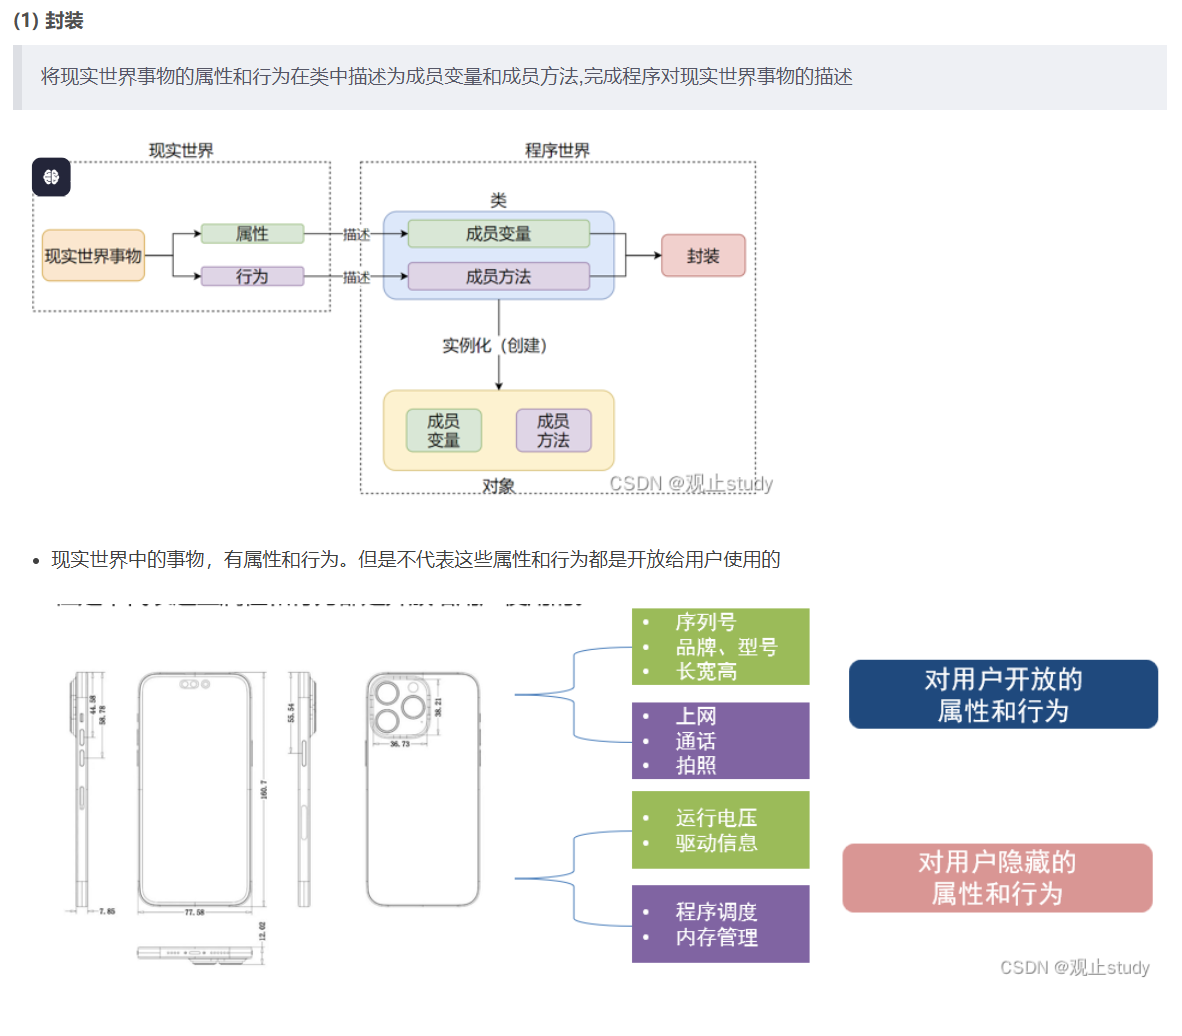 (1) 封装
将现实世界事物的属性和行为在类中描述为成员变量和成员方法,完成程序对现实世界事物的描述
现实世界
程序世界
类
现实世界事物
属性
描述
成员变量
行为
描述
成员方法
封装
实例化（创建）
成员
变量
成员
方法
对象
CSDN @观止study
现实世界中的事物，有属性和行为。但是不代表这些属性和行为都是开放给用户使用的
• 序列号
• 品牌、型号
• 长宽高
• 上网
• 通话
• 拍照
对用户开放的
属性和行为
• 运行电压
• 驱动信息
• 程序调度
• 内存管理
对用户隐藏的
属性和行为
44.58
58.78
160.7
55.54
38.21
36.73
7.85
77.58
12.02
CSDN @观止study